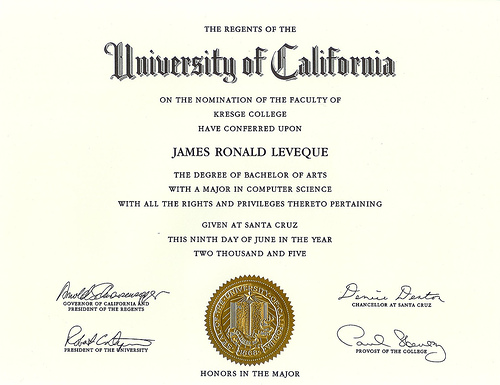 THE REGENTS OF THE
University of California
ON THE NOMINATION OF THE FACULTY OF
KRESGE COLLEGE
HAVE CONFERRED UPON
JAMES RONALD LEVEQUE
THE DEGREE OF BACHELOR OF ARTS
WITH A MAJOR IN COMPUTER SCIENCE
WITH ALL THE RIGHTS AND PRIVILEGES THERETO PERTAINING
GIVEN AT SANTA CRUZ
THIS NINTH DAY OF JUNE IN THE YEAR
TWO THOUSAND AND FIVE
Arnold Schwarzenegger
GOVERNOR OF CALIFORNIA AND
PRESIDENT OF THE REGENTS
Denice Denton
CHANCELLOR AT SANTA CRUZ
Robert C. Dynes
PRESIDENT OF THE UNIVERSITY
PROVOST OF THE COLLEGE
THE UNIVERSITY OF
1868
HONORS IN THE MAJOR